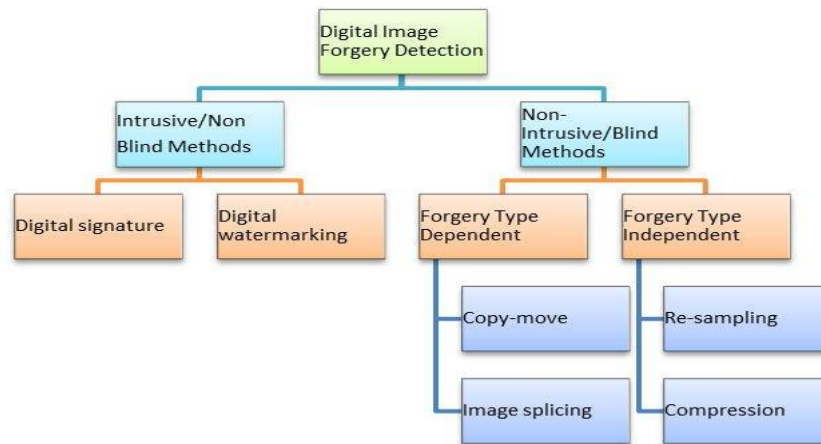 Digital Image
Forgery Detection
Intrusive/Non
Blind Methods
Non-
Intrusive/Blind
Methods
Digital signature
Digital
watermarking
Forgery Type
Dependent
Forgery Type
Independent
Copy-move
Re-sampling
Image splicing
Compression